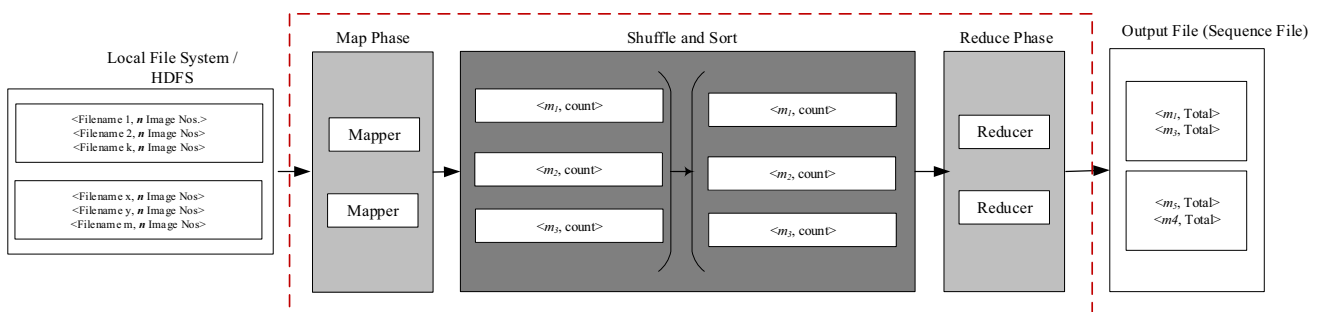 Local File System /
HDFS
<Filename 1, n Image Nos.>
<Filename 2, n Image Nos>
<Filename k, n Image Nos>
<Filename x, n Image Nos>
<Filename y, n Image Nos>
<Filename m, n Image Nos>
Map Phase
Mapper
Mapper
Shuffle and Sort
<m1, count>
<m2, count>
<m3, count>
<m1, count>
<m2, count>
<m3, count>
Reduce Phase
Reducer
Reducer
Output File (Sequence File)
<m1, Total>
<m3, Total>
<m5, Total>
<m4, Total>